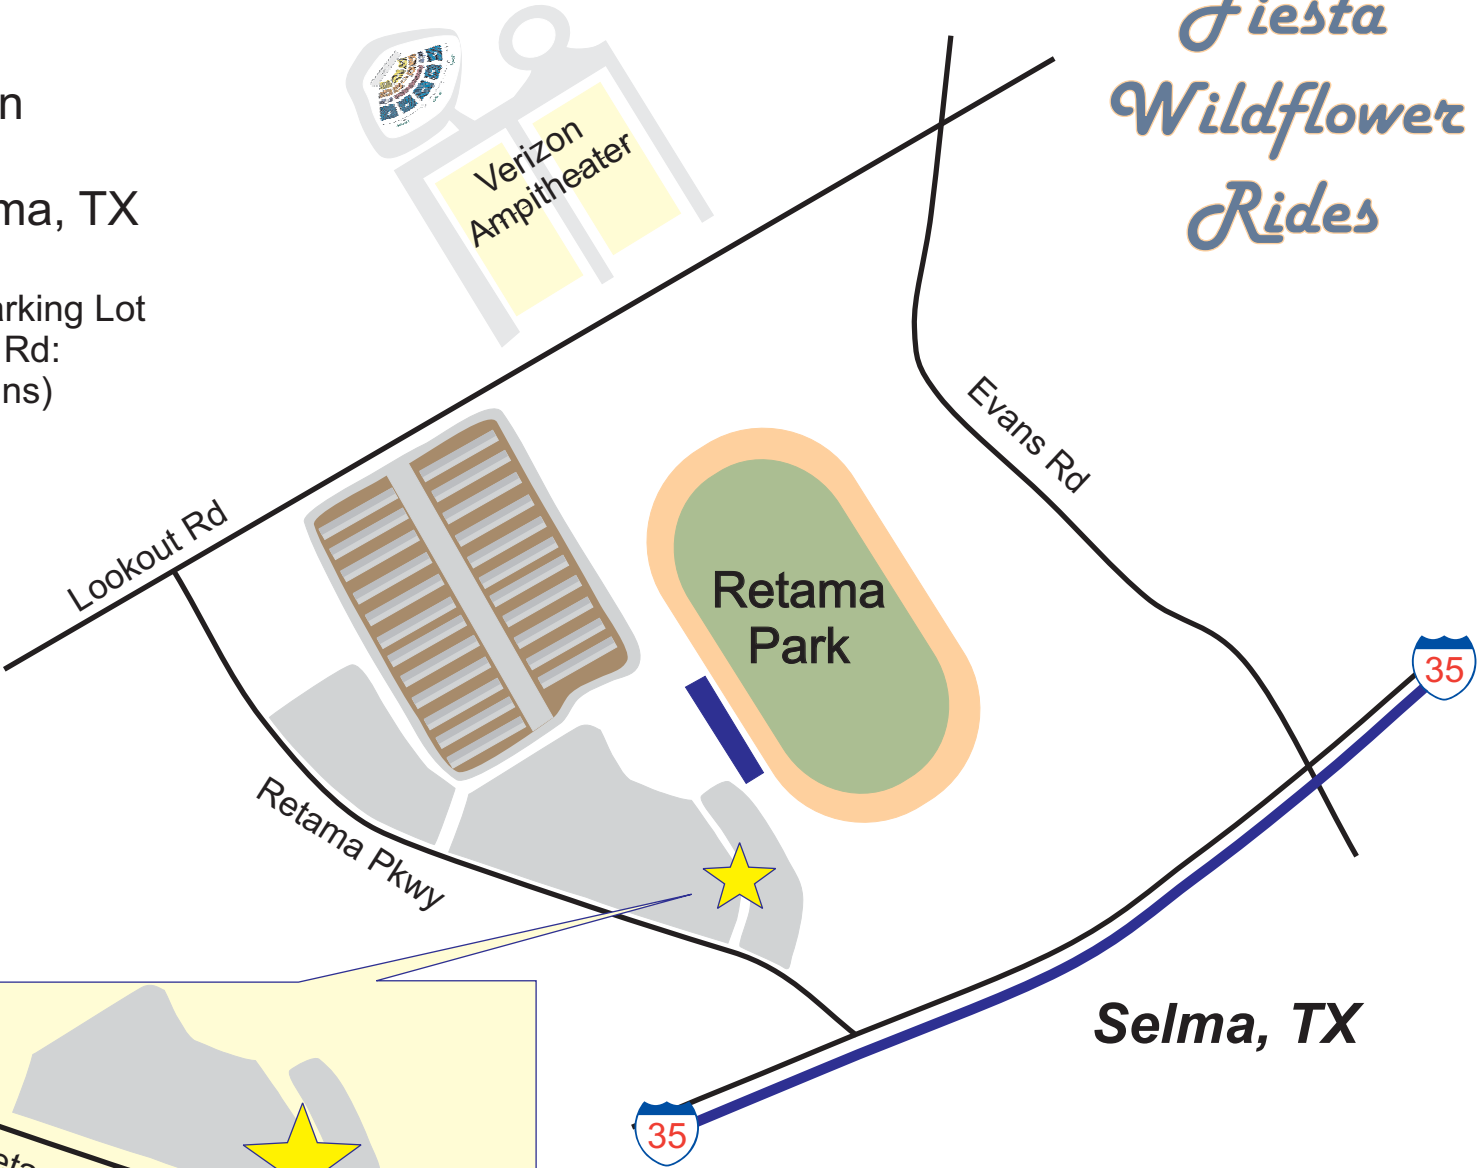 Fiesta
Wildflower
Rides
n
ma, TX
arking Lot
Rd:
ns)
Verizon
Ampitheater
Lookout Rd
Evans Rd
Retama
Park
Retama Pkwy
35
Selma, TX
35